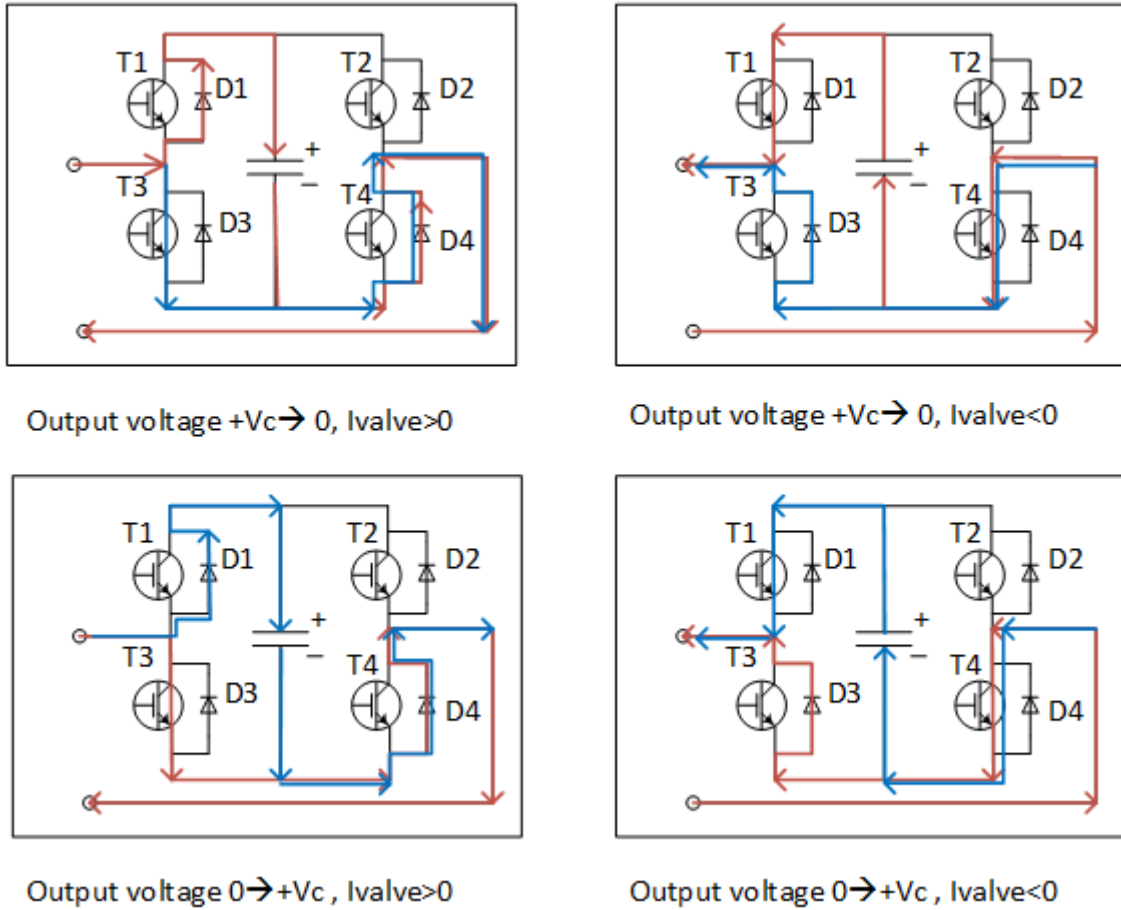 T1
D1
T2
D2
+
–
T3
D3
T4
D4
Output voltage +Vc→ 0, Ivalve>0
T1
D1
T2
D2
+
–
T3
D3
T4
D4
Output voltage +Vc→ 0, Ivalve<0
T1
D1
T2
D2
+
–
T3
D3
T4
D4
Output voltage 0→+Vc , Ivalve>0
T1
D1
T2
D2
+
–
T3
D3
T4
D4
Output voltage 0→+Vc , Ivalve<0